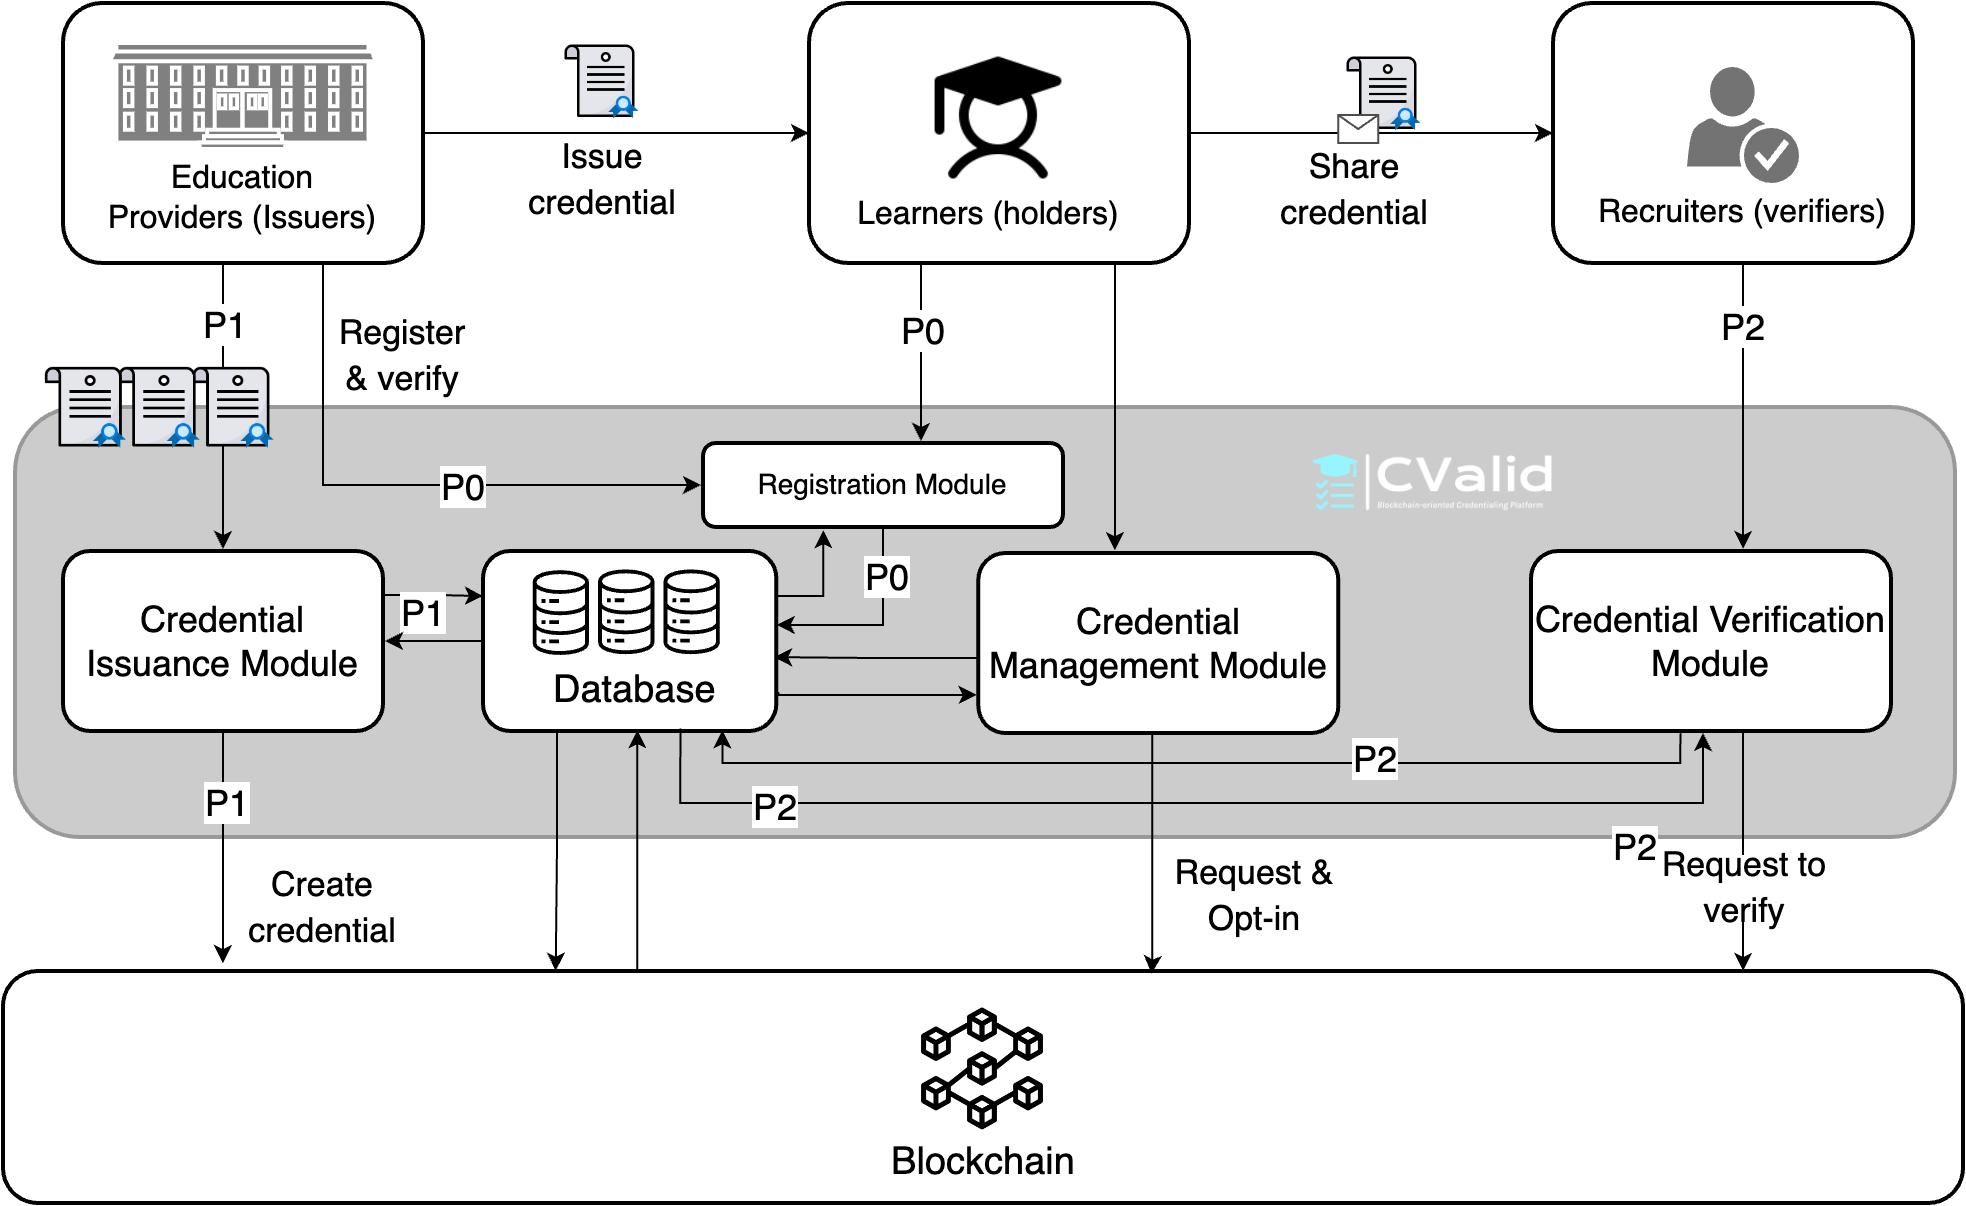 Education
Providers (Issuers)
Issue
credential
Learners (holders)
Share
credential
Recruiters (verifiers)
P1
Register
& verify
P0
P2
P0
Registration Module
CValid
Blockchain-oriented Credentialing Platform
P0
Credential
Issuance Module
P1
Database
Credential
Management Module
Credential Verification
Module
P2
P2
P1
P2
Create
credential
Request &
Opt-in
Request to
verify
Blockchain